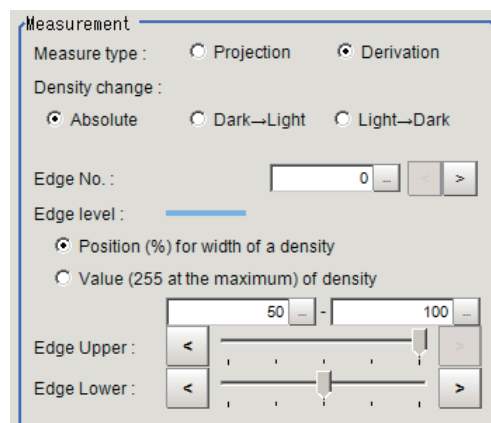 Measurement
Measure type : Projection Derivation
Density change :
Absolute Dark→Light Light→Dark
Edge No. : 0 ... < >
Edge level :
Position (%) for width of a density
Value (255 at the maximum) of density
50 ... - 100 ...
Edge Upper : < >
Edge Lower : < >